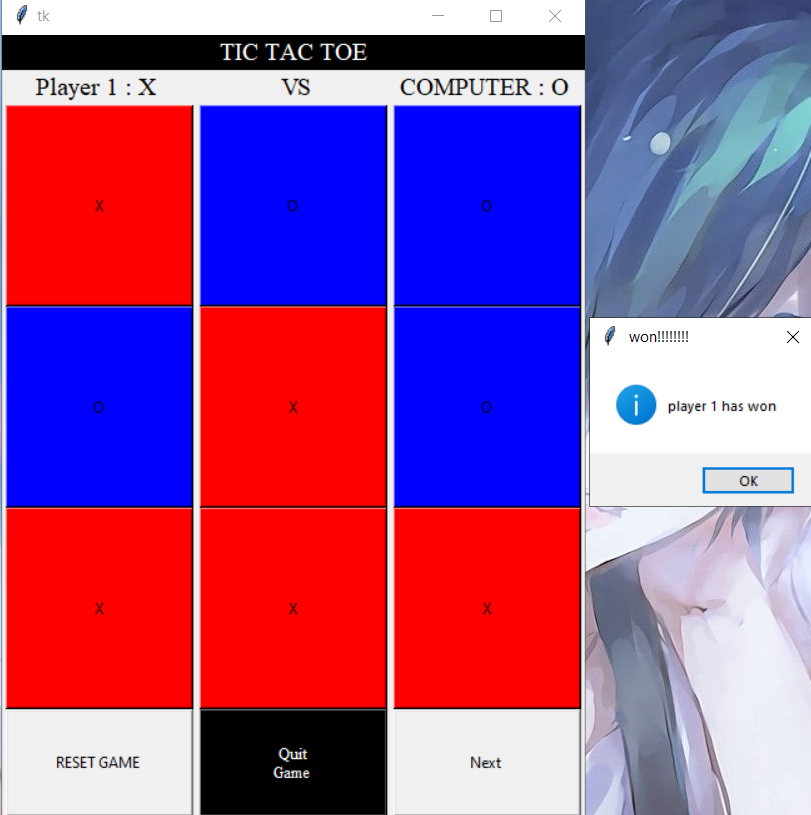 tk
TIC TAC TOE
Player 1 : X VS COMPUTER : O
X O O
O X O
X X X
RESET GAME
Quit
Game
Next
won!!!!!!!!
player 1 has won
OK